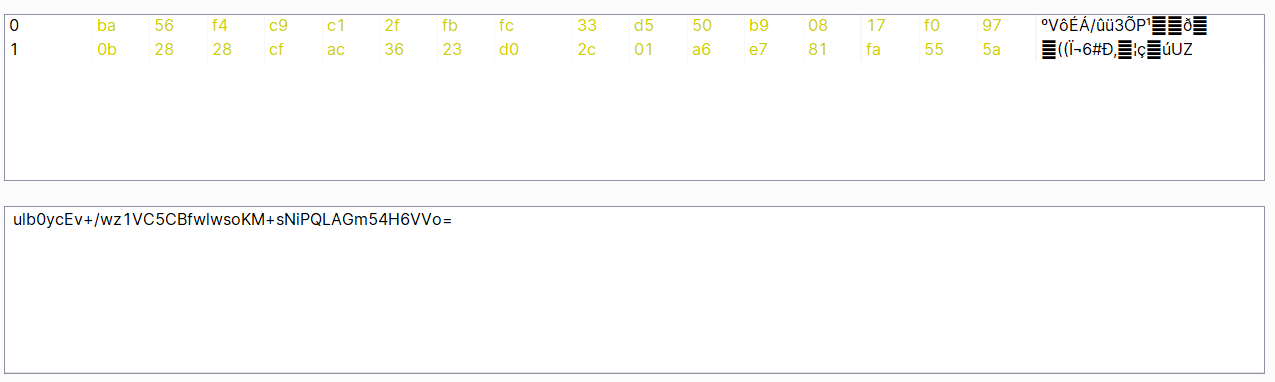 0 ba 56 f4 c9 c1 2f fb fc 33 d5 50 b9 08 17 f0 97 ºVôÉÁ/ûü3ÕP¹▓▓ð▓
1 0b 28 28 cf ac 36 23 d0 2c 01 a6 e7 81 fa 55 5a ▓((Ï¬6#Ð,▓¦ç▓úUZ
ulb0ycEv+/wz1VC5CBfwlwsoKM+sNiPQLAGm54H6VVo=